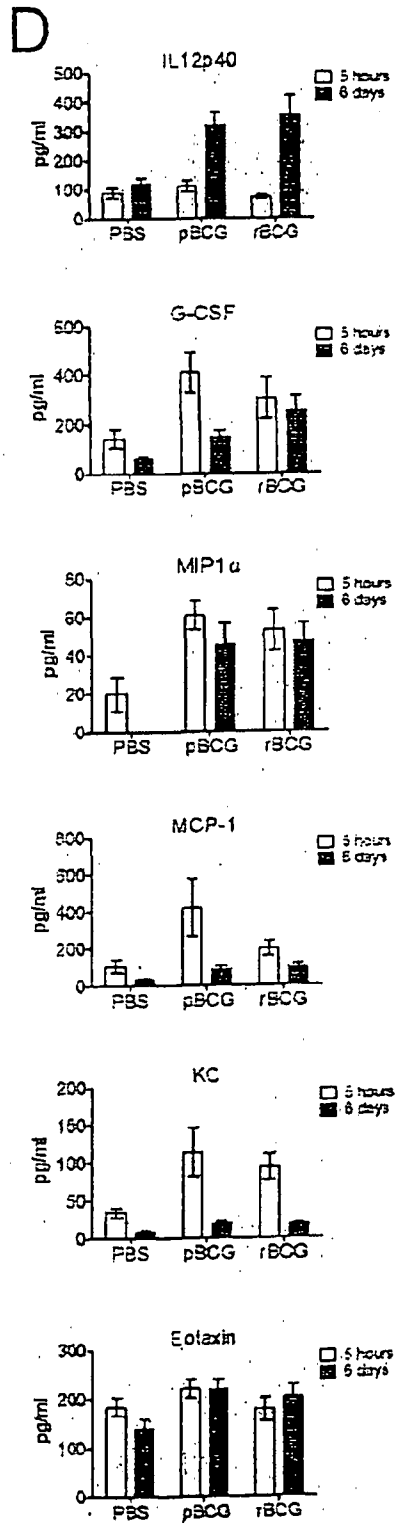 D
IL12p40
5 hours
6 days
500
400
300
200
100
0
pg/ml
PBS pBCG rBCG
G-CSF
5 hours
6 days
600
400
200
0
pg/ml
PBS pBCG rBCG
MIP1α
5 hours
6 days
80
60
40
20
0
pg/ml
PBS pBCG rBCG
MCP-1
5 hours
6 days
800
600
400
200
0
pg/ml
PBS pBCG rBCG
KC
5 hours
6 days
200
150
100
50
0
pg/ml
PBS pBCG rBCG
Eotaxin
5 hours
6 days
300
200
100
0
pg/ml
PBS pBCG rBCG